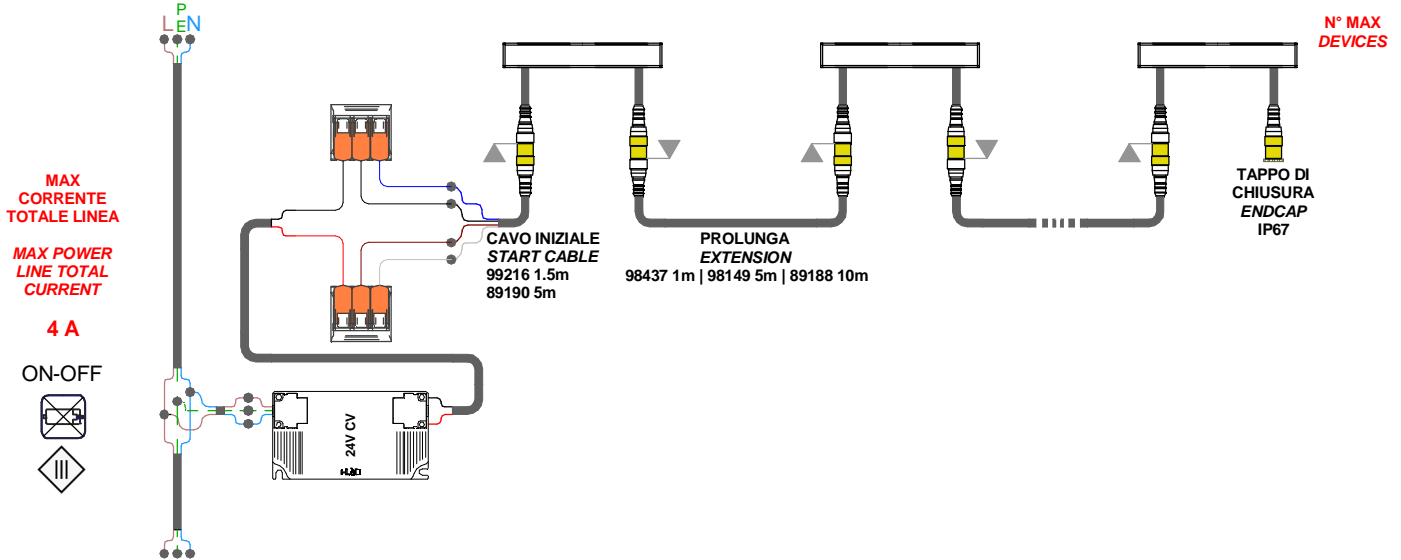 L PE N
N° MAX
DEVICES
MAX
CORRENTE
TOTALE LINEA
MAX POWER
LINE TOTAL
CURRENT
4 A
ON-OFF
III
CAVO INIZIALE
START CABLE
99216 1.5m
89190 5m
PROLUNGA
EXTENSION
98437 1m | 98149 5m | 89188 10m
TAPPO DI
CHIUSURA
ENDCAP
IP67
24V CV